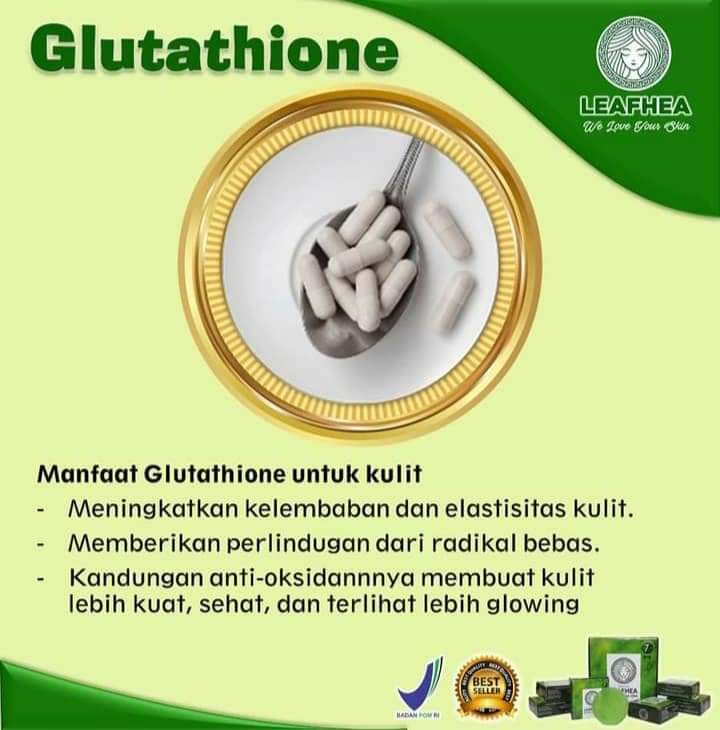 Glutathione
LEAFHEA
We Love Your Skin
Manfaat Glutathione untuk kulit
- Meningkatkan kelembaban dan elastisitas kulit.
- Memberikan perlindugan dari radikal bebas.
- Kandungan anti-oksidannnya membuat kulit
lebih kuat, sehat, dan terlihat lebih glowing
BADAN POM RI
BEST
SELLER
LEAFHEA